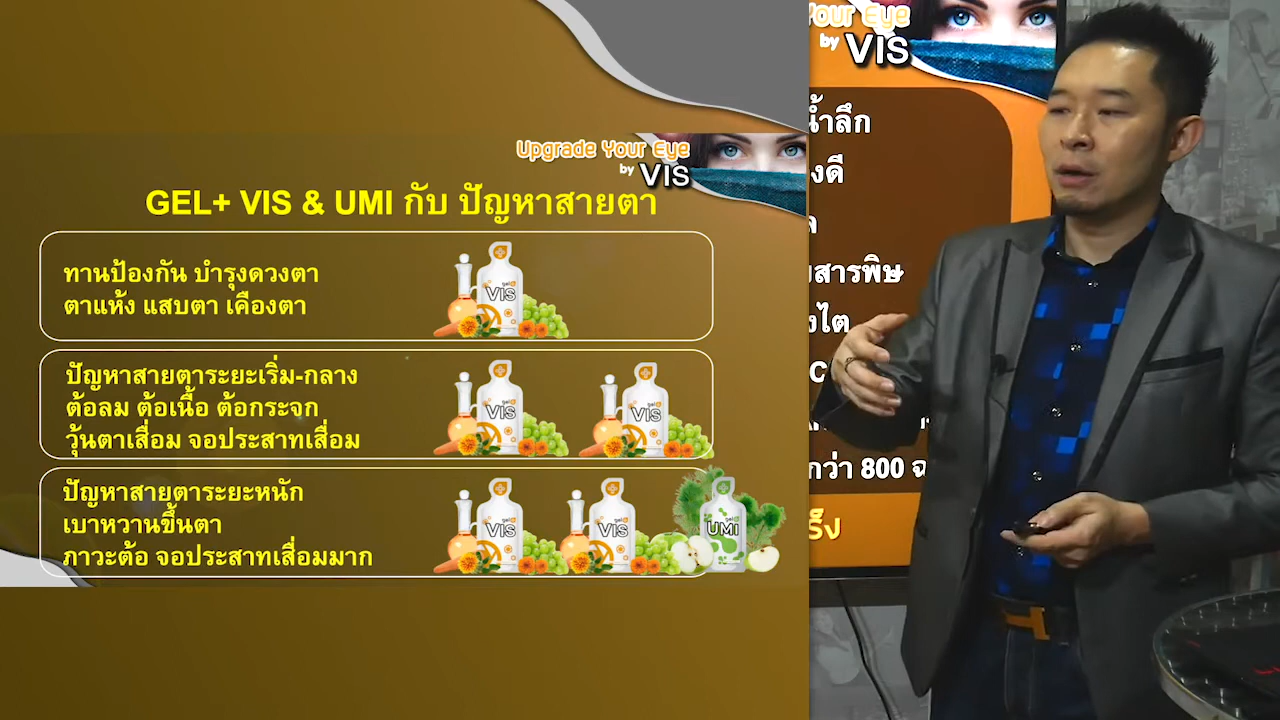 Upgrade Your Eye
by VIS
GEL+ VIS & UMI กับ ปัญหาสายตา
ทานป้องกัน บำรุงดวงตา
ตาแห้ง แสบตา เคืองตา
gel+
VIS
ปัญหาสายตาระยะเริ่ม-กลาง
ต้อลม ต้อเนื้อ ต้อกระจก
วุ้นตาเสื่อม จอประสาทเสื่อม
gel+
VIS
gel+
VIS
ปัญหาสายตาระยะหนัก
เบาหวานขึ้นตา
ภาวะต้อ จอประสาทเสื่อมมาก
gel+
VIS
gel+
VIS
gel+
UMI
Your Eye
by VIS
น้ำลึก
สารพิษ
กว่า 800